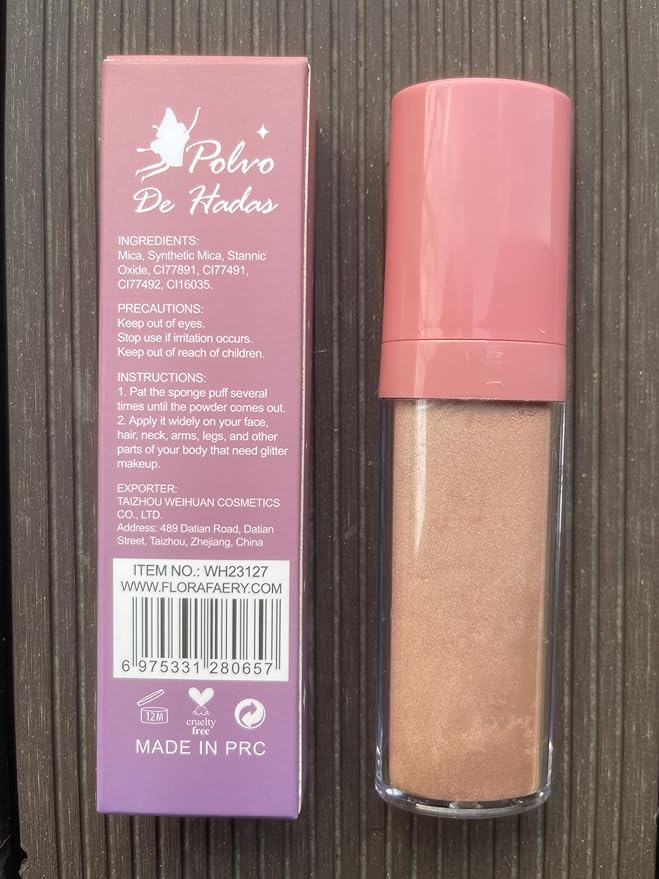 Polvo
De Hadas
INGREDIENTS:
Mica, Synthetic Mica, Stannic
Oxide, CI77891, CI77491,
CI77492, CI16035.
PRECAUTIONS:
Keep out of eyes.
Stop use if irritation occurs.
Keep out of reach of children.
INSTRUCTIONS:
1. Pat the sponge puff several
times until the powder comes out.
2. Apply it widely on your face,
hair, neck, arms, legs, and other
parts of your body that need glitter
makeup.
EXPORTER:
TAIZHOU WEIHUAN COSMETICS
CO., LTD.
Address: 489 Datian Road, Datian
Street, Taizhou, Zhejiang, China
ITEM NO.: WH23127
WWW.FLORAFAERY.COM
6 975331 280657
12M
cruelty
free
MADE IN PRC